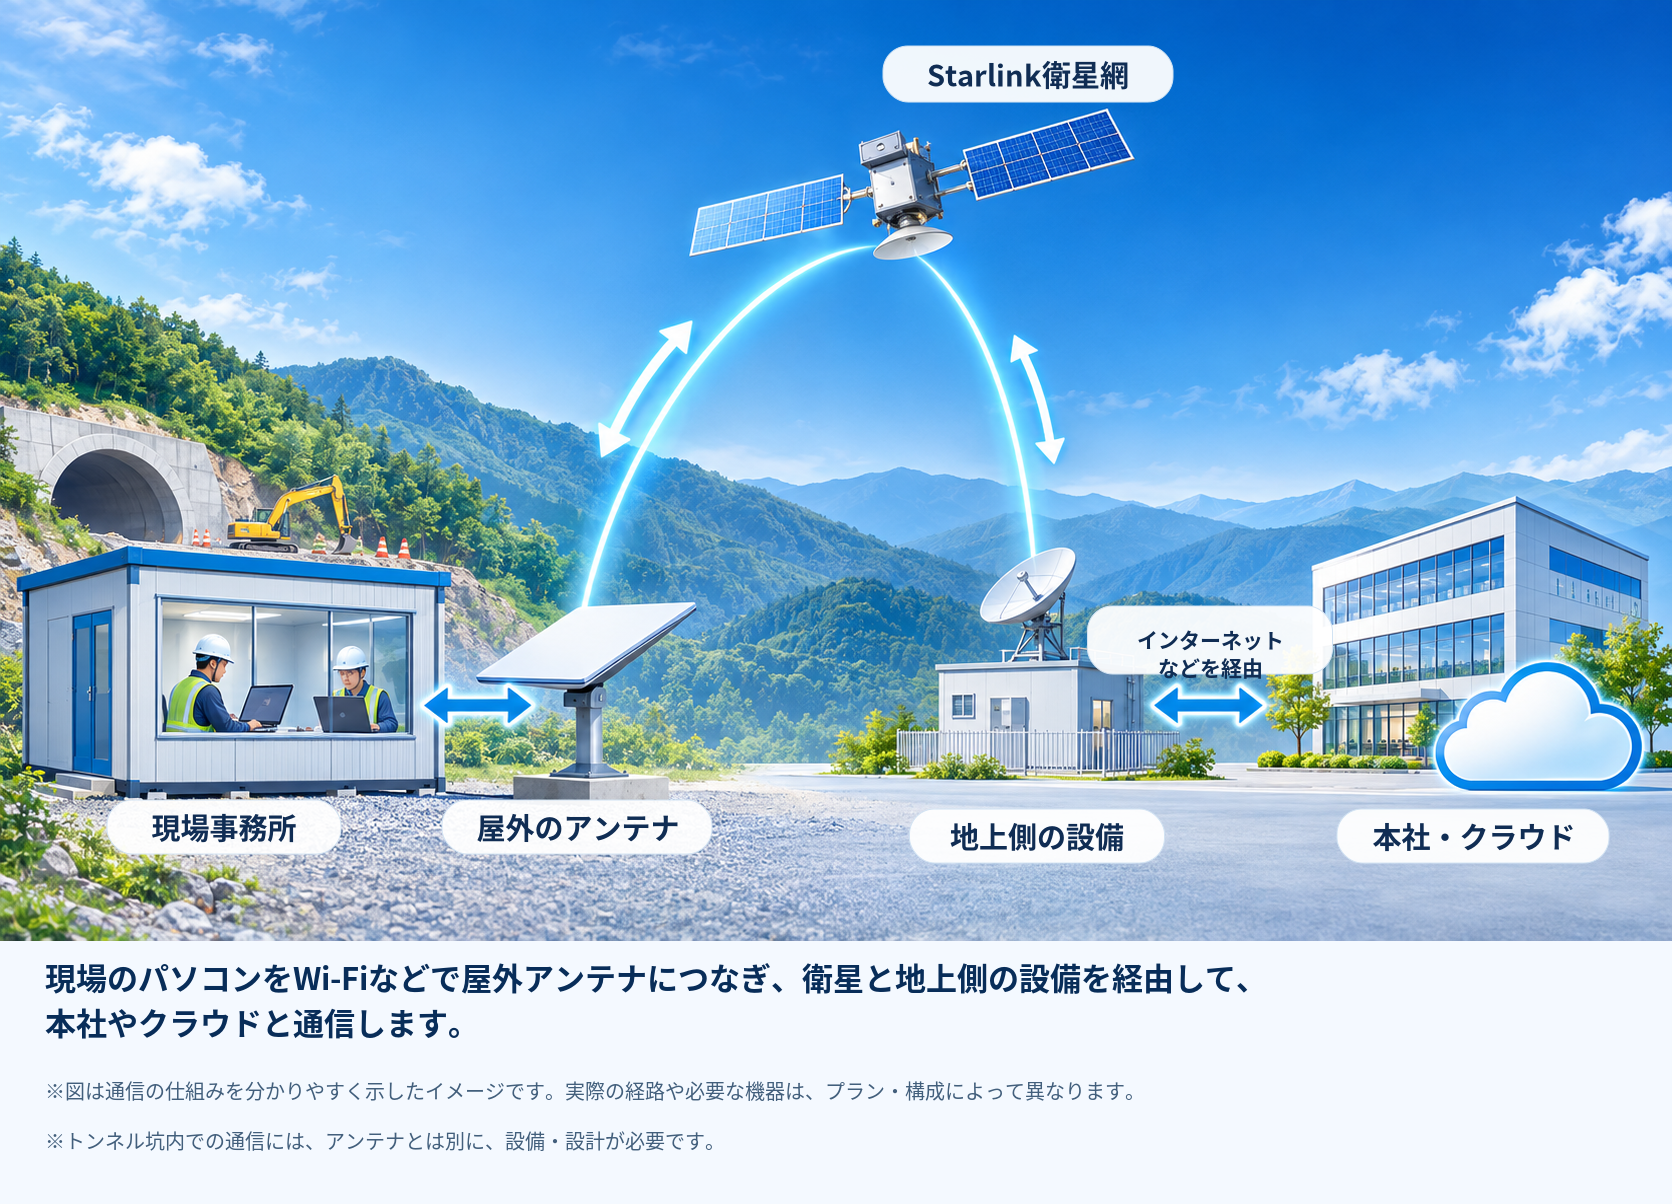 Starlink衛星網
インターネット
などを経由
現場事務所
屋外のアンテナ
地上側の設備
本社・クラウド
現場のパソコンをWi-Fiなどで屋外アンテナにつなぎ、衛星と地上側の設備を経由して、
本社やクラウドと通信します。
※図は通信の仕組みを分かりやすく示したイメージです。実際の経路や必要な機器は、プラン・構成によって異なります。
※トンネル坑内での通信には、アンテナとは別に、設備・設計が必要です。